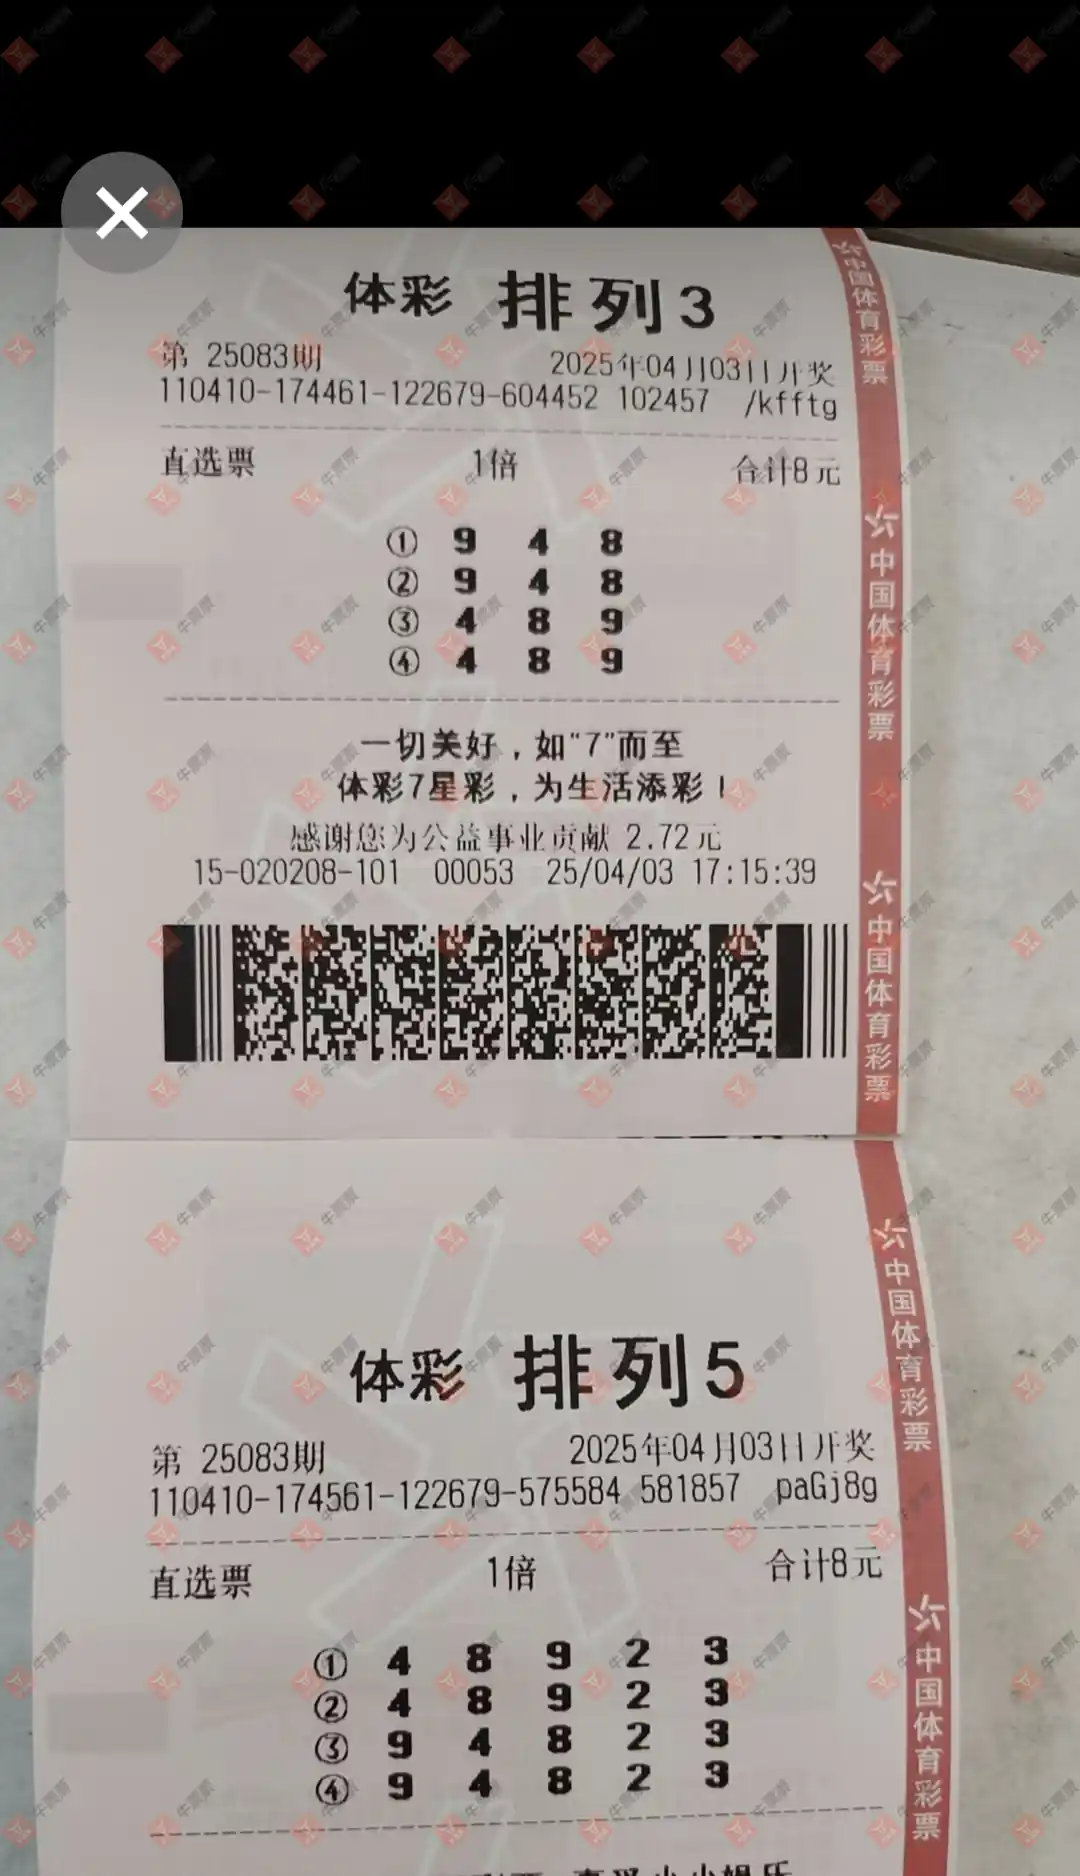 体彩 排列3
第 25083期 2025年04月03日开奖
110410-174461-122679-604452 102457 /kfftg
直选票 1倍 合计8元
① 9 4 8
② 9 4 8
③ 4 8 9
④ 4 8 9
一切美好，如“7”而至
体彩7星彩，为生活添彩！
感谢您为公益事业贡献 2.72元
15-020208-101 00053 25/04/03 17:15:39
中国体育彩票
中国体育彩票
中国体育彩票
体彩 排列5
第 25083期 2025年04月03日开奖
110410-174561-122679-575584 581857 paGj8g
直选票 1倍 合计8元
① 4 8 9 2 3
② 4 8 9 2 3
③ 9 4 8 2 3
④ 9 4 8 2 3
中国体育彩票
中国体育彩票